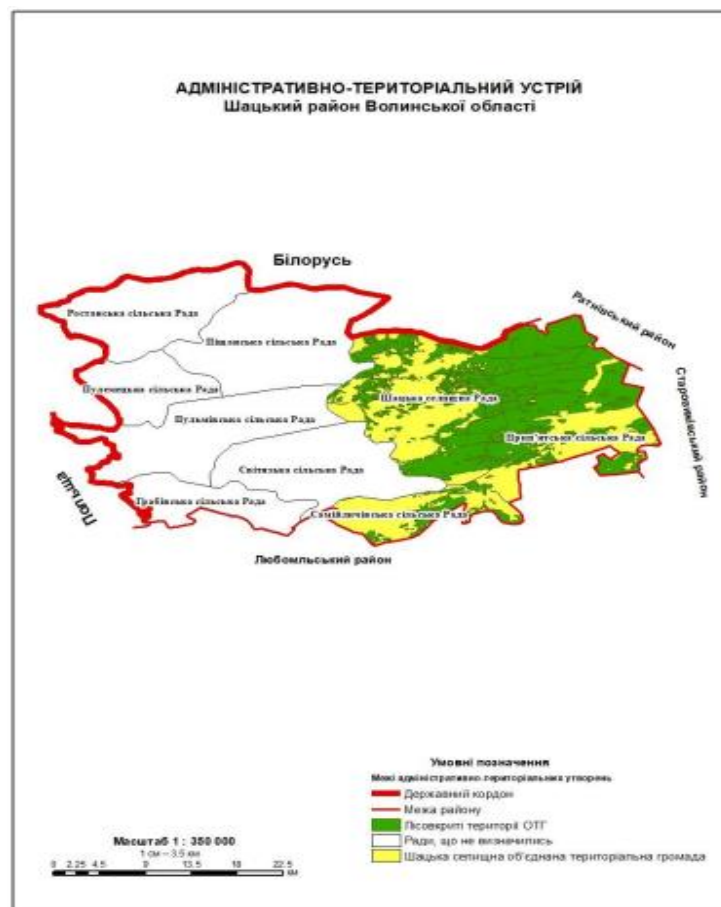 АДМІНІСТРАТИВНО-ТЕРИТОРІАЛЬНИЙ УСТРІЙ
Шацький район Волинської області
Білорусь
Ратнівський район
Ростанська сільська Рада
Піщанська сільська Рада
Старовижівський район
Пулемецька сільська Рада
Шацька селищна Рада
Пульмівська сільська Рада
Прип'ятська сільська Рада
Світязька сільська Рада
Польща
Грабівська сільська Рада
Самійличівська сільська Рада
Любомльський район
Умовні позначення
Межі адміністративно-територіальних утворень
Державний кордон
Межа району
Лісовкриті території ОТГ
Ради, що не визначились
Шацька селищна об'єднана територіальна громада
Масштаб 1 : 350 000
1 см – 3,5 км
0 2.25 4.5 9 13.5 18 22.5
км